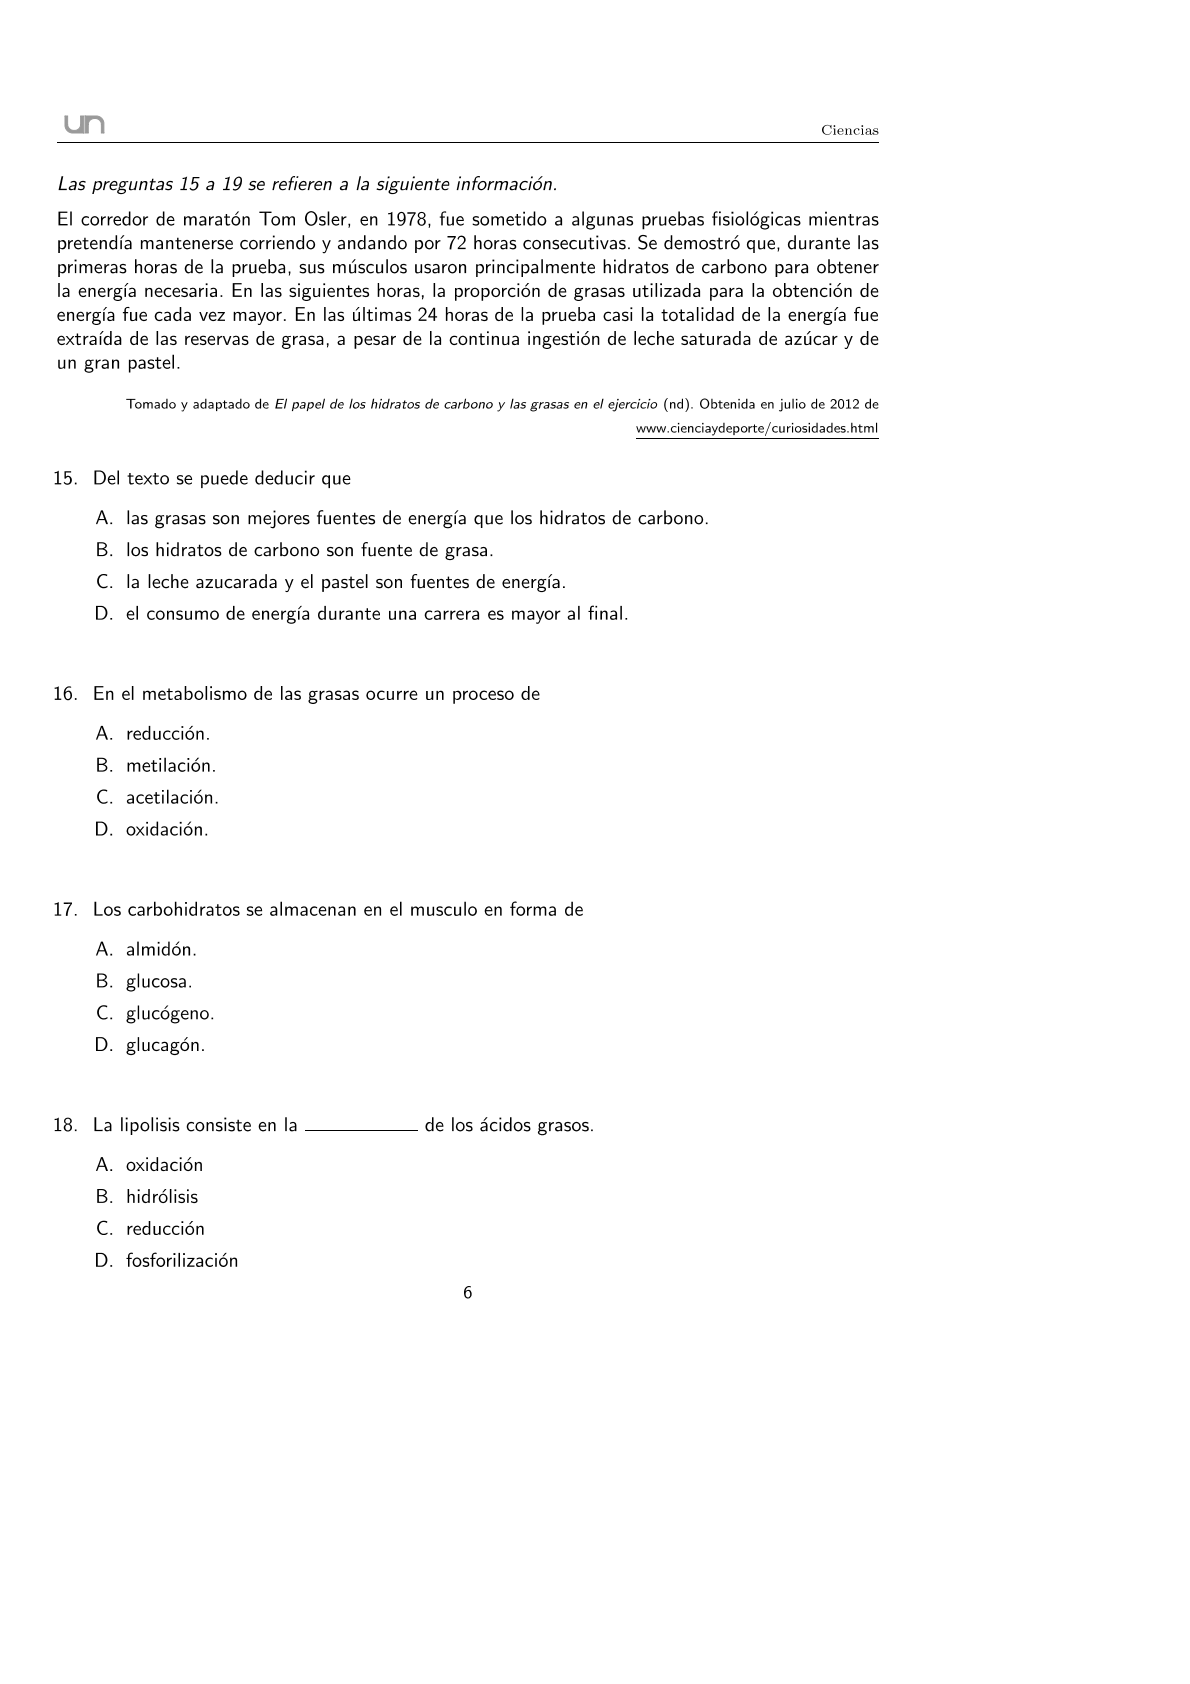 un
Ciencias
Las preguntas 15 a 19 se refieren a la siguiente información.
El corredor de maratón Tom Osler, en 1978, fue sometido a algunas pruebas fisiológicas mientras
pretendía mantenerse corriendo y andando por 72 horas consecutivas. Se demostró que, durante las
primeras horas de la prueba, sus músculos usaron principalmente hidratos de carbono para obtener
la energía necesaria. En las siguientes horas, la proporción de grasas utilizada para la obtención de
energía fue cada vez mayor. En las últimas 24 horas de la prueba casi la totalidad de la energía fue
extraída de las reservas de grasa, a pesar de la continua ingestión de leche saturada de azúcar y de
un gran pastel.
Tomado y adaptado de El papel de los hidratos de carbono y las grasas en el ejercicio (nd). Obtenida en julio de 2012 de
www.cienciaydeporte/curiosidades.html
15. Del texto se puede deducir que
A. las grasas son mejores fuentes de energía que los hidratos de carbono.
B. los hidratos de carbono son fuente de grasa.
C. la leche azucarada y el pastel son fuentes de energía.
D. el consumo de energía durante una carrera es mayor al final.
16. En el metabolismo de las grasas ocurre un proceso de
A. reducción.
B. metilación.
C. acetilación.
D. oxidación.
17. Los carbohidratos se almacenan en el musculo en forma de
A. almidón.
B. glucosa.
C. glucógeno.
D. glucagón.
18. La lipolisis consiste en la ___________ de los ácidos grasos.
A. oxidación
B. hidrólisis
C. reducción
D. fosforilización
6